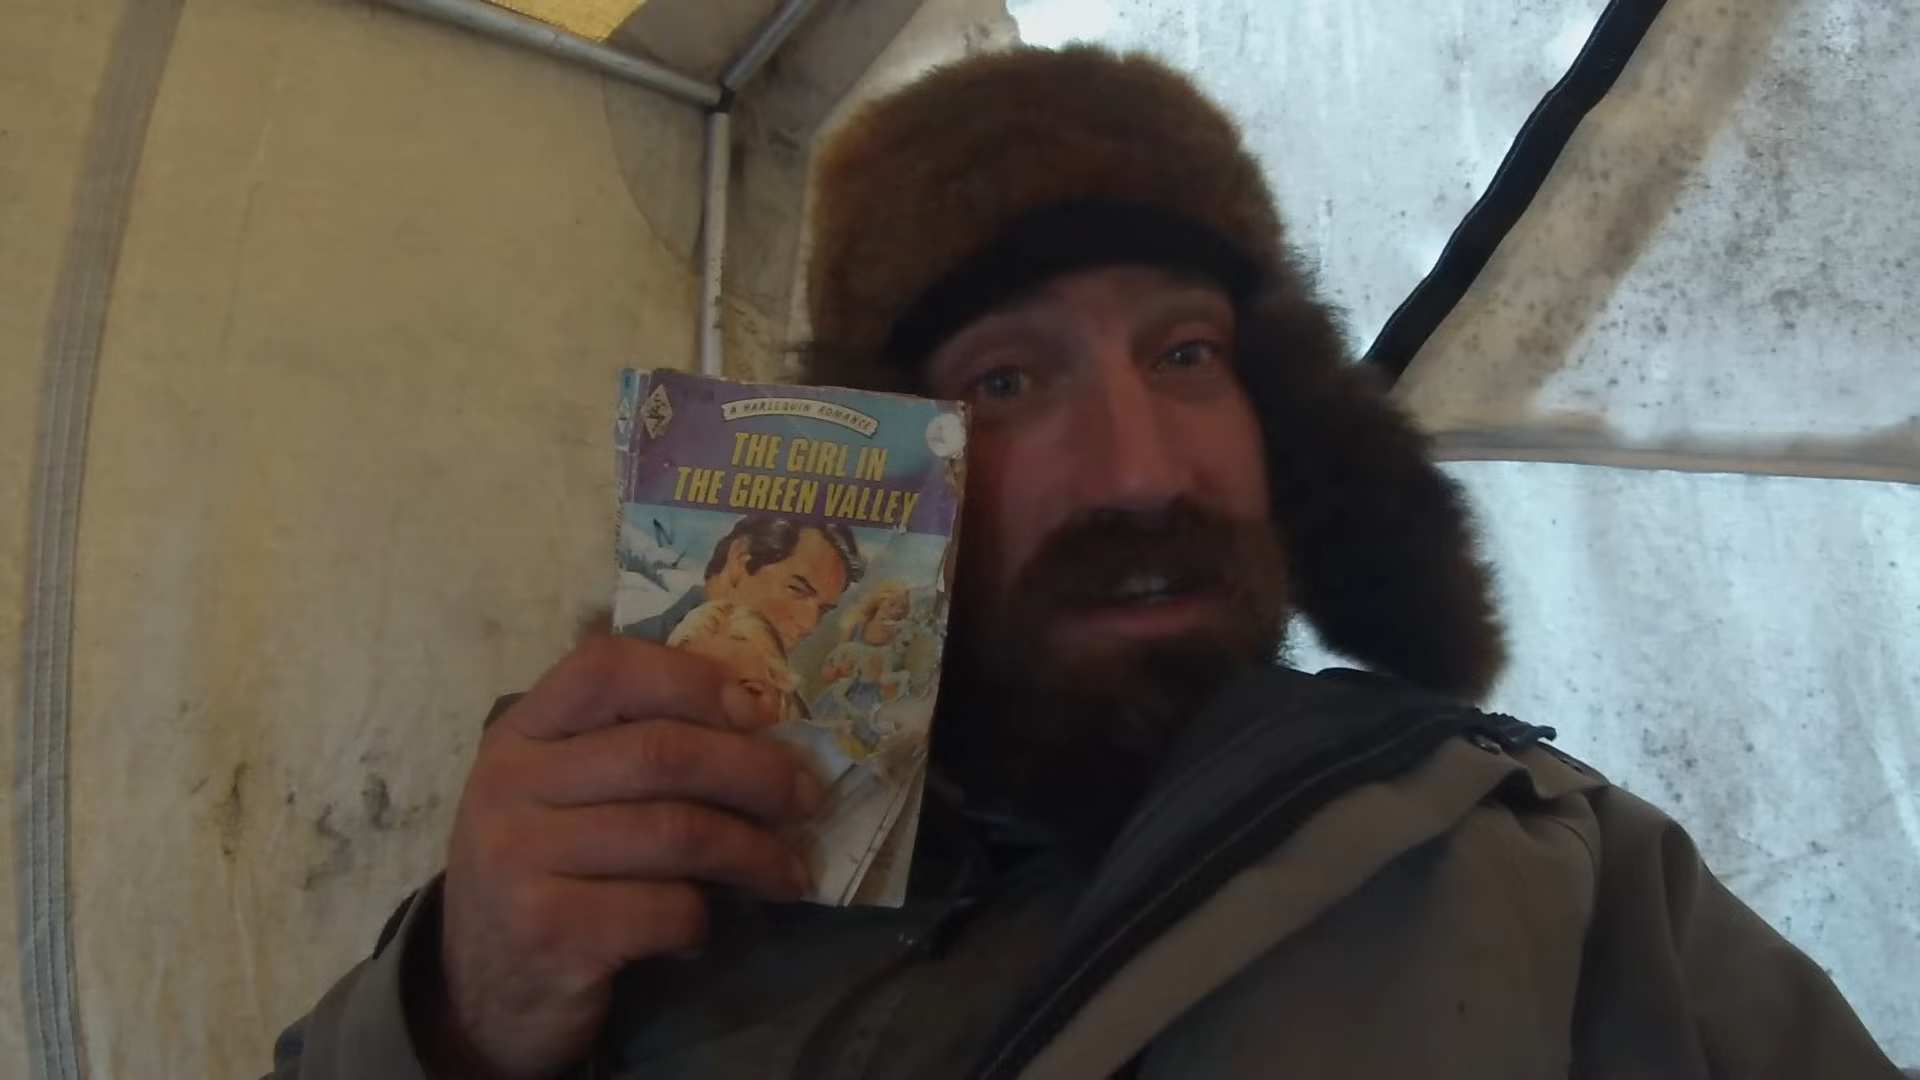 A HARLEQUIN ROMANCE
THE GIRL IN
THE GREEN VALLEY